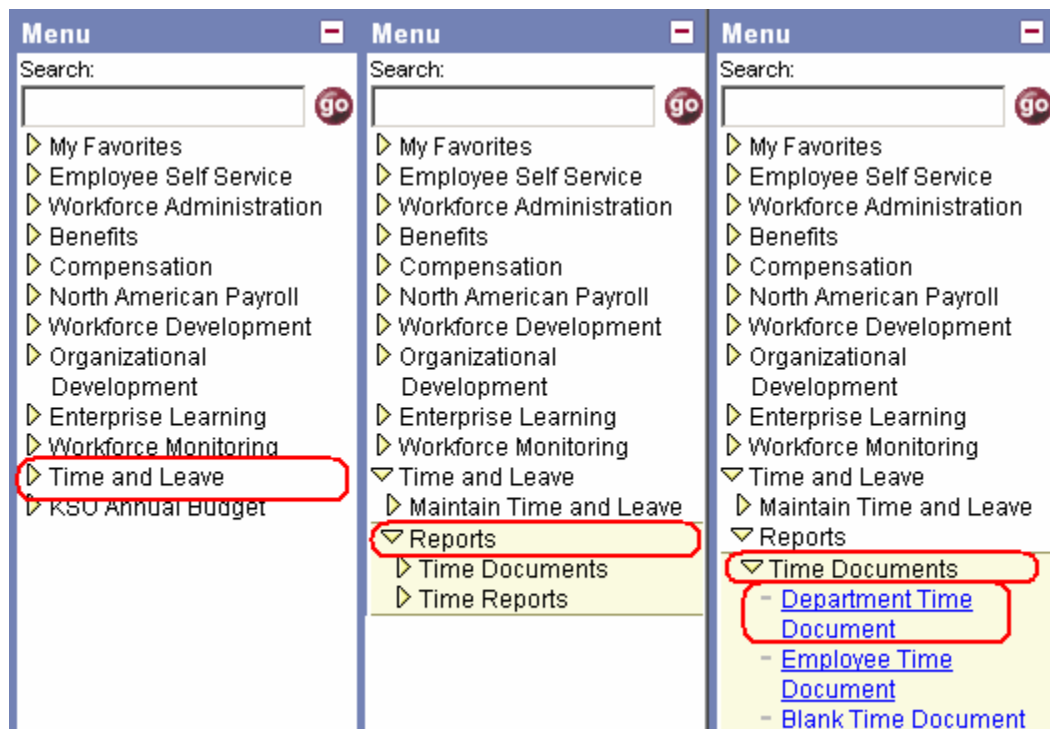 Menu
Search:
go
My Favorites
Employee Self Service
Workforce Administration
Benefits
Compensation
North American Payroll
Workforce Development
Organizational
Development
Enterprise Learning
Workforce Monitoring
Time and Leave
KSU Annual Budget
Menu
Search:
go
My Favorites
Employee Self Service
Workforce Administration
Benefits
Compensation
North American Payroll
Workforce Development
Organizational
Development
Enterprise Learning
Workforce Monitoring
Time and Leave
Maintain Time and Leave
Reports
Time Documents
Time Reports
Menu
Search:
go
My Favorites
Employee Self Service
Workforce Administration
Benefits
Compensation
North American Payroll
Workforce Development
Organizational
Development
Enterprise Learning
Workforce Monitoring
Time and Leave
Maintain Time and Leave
Reports
Time Documents
Department Time
Document
Employee Time
Document
Blank Time Document